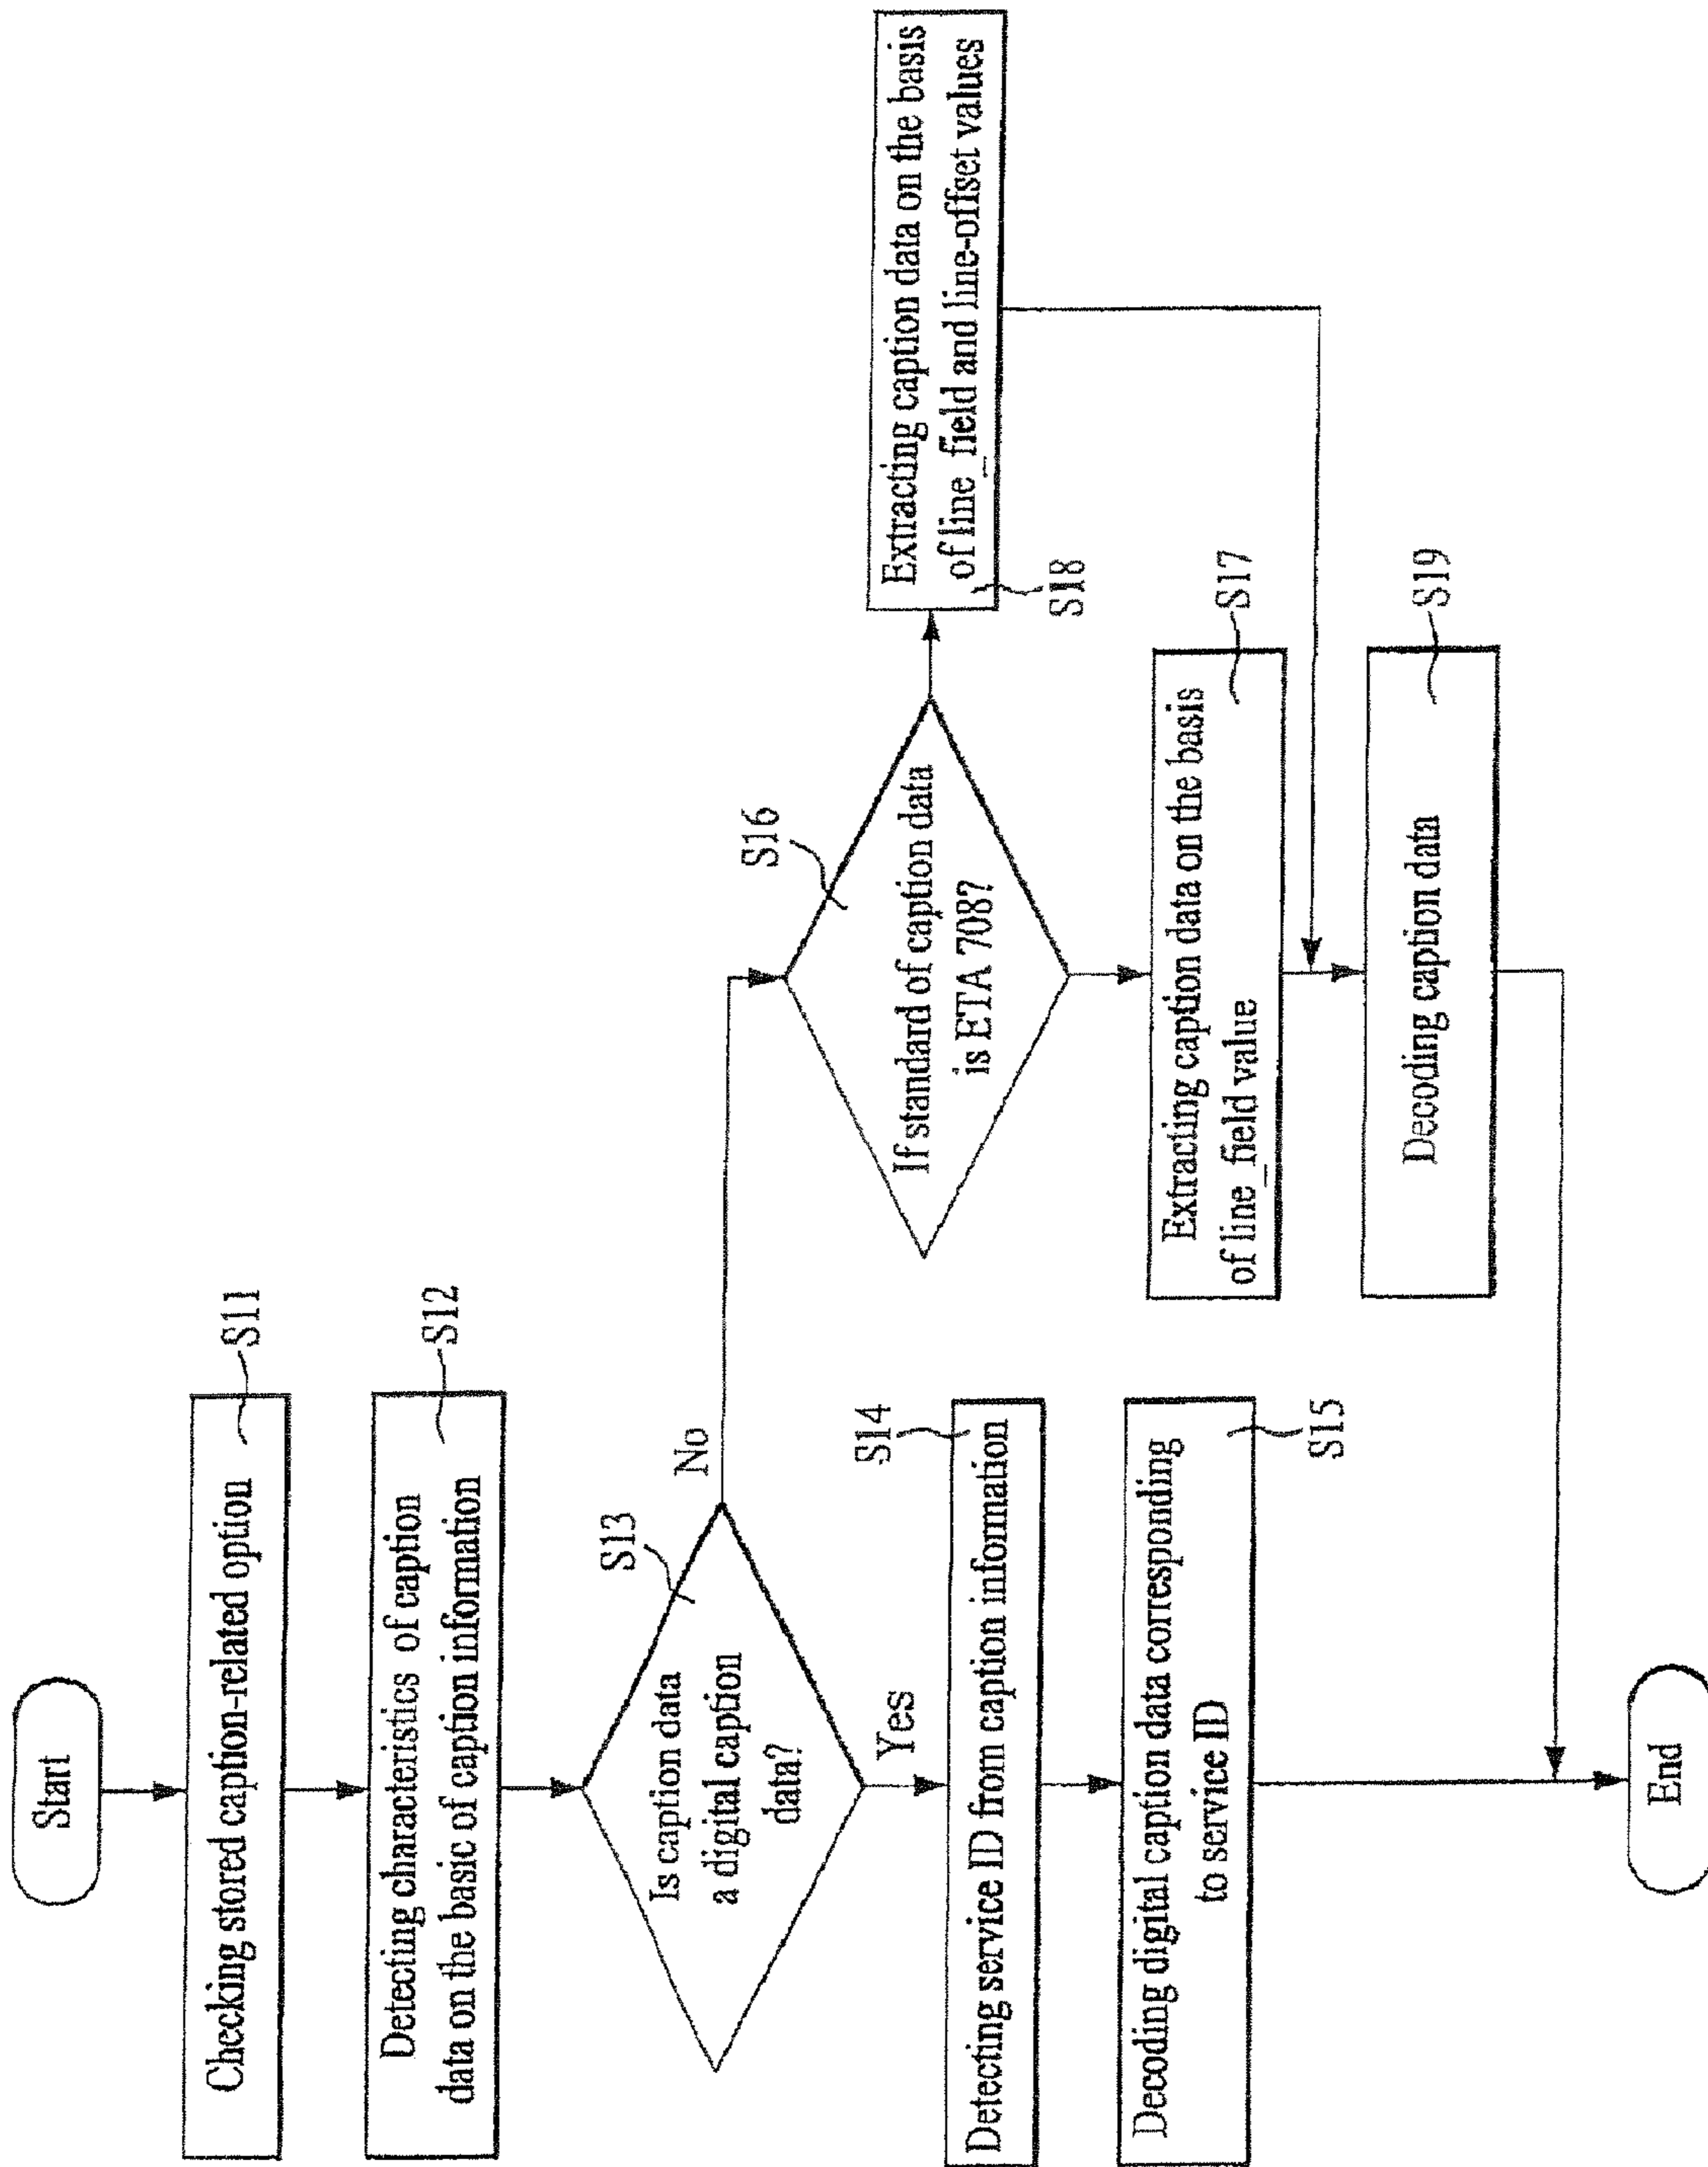 Start
Checking stored caption-related option
S11
Detecting characteristics of caption
data on the basic of caption information
S12
Is caption data
a digital caption
data?
S13
No
Yes
Detecting service ID from caption information
S14
Decoding digital caption data corresponding
to service ID
S15
If standard of caption data
is ETA 708?
S16
Extracting caption data on the basis
of line_field value
S17
Extracting caption data on the basis
of line_field and line-offset values
S18
Decoding caption data
S19
End